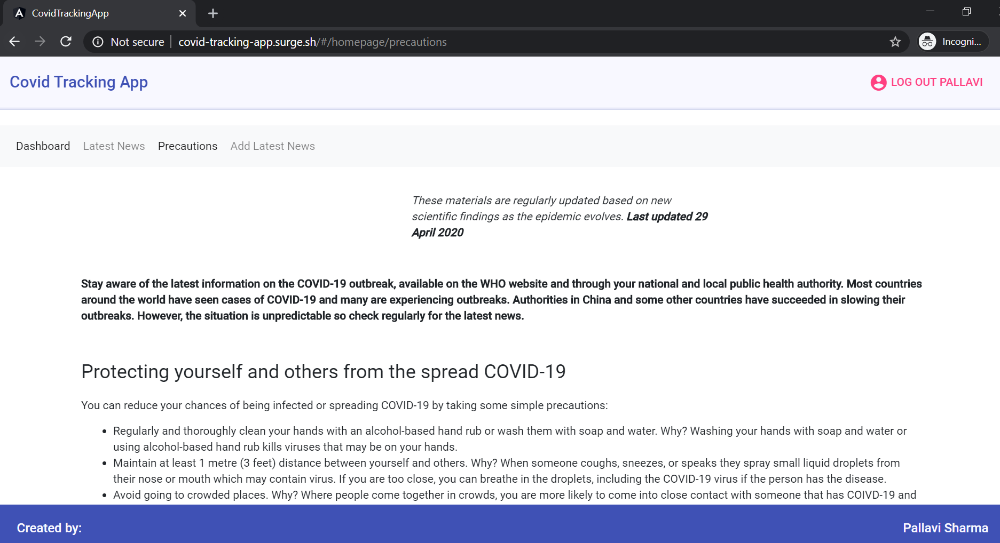 CovidTrackingApp
Not secure covid-tracking-app.surge.sh/#/homepage/precautions Incogni...
Covid Tracking App LOG OUT PALLAVI
Dashboard Latest News Precautions Add Latest News
These materials are regularly updated based on new
scientific findings as the epidemic evolves. Last updated 29
April 2020
Stay aware of the latest information on the COVID-19 outbreak, available on the WHO website and through your national and local public health authority. Most countries
around the world have seen cases of COVID-19 and many are experiencing outbreaks. Authorities in China and some other countries have succeeded in slowing their
outbreaks. However, the situation is unpredictable so check regularly for the latest news.
Protecting yourself and others from the spread COVID-19
You can reduce your chances of being infected or spreading COVID-19 by taking some simple precautions:
• Regularly and thoroughly clean your hands with an alcohol-based hand rub or wash them with soap and water. Why? Washing your hands with soap and water or
using alcohol-based hand rub kills viruses that may be on your hands.
• Maintain at least 1 metre (3 feet) distance between yourself and others. Why? When someone coughs, sneezes, or speaks they spray small liquid droplets from
their nose or mouth which may contain virus. If you are too close, you can breathe in the droplets, including the COVID-19 virus if the person has the disease.
• Avoid going to crowded places. Why? Where people come together in crowds, you are more likely to come into close contact with someone that has COIVD-19 and
Created by: Pallavi Sharma